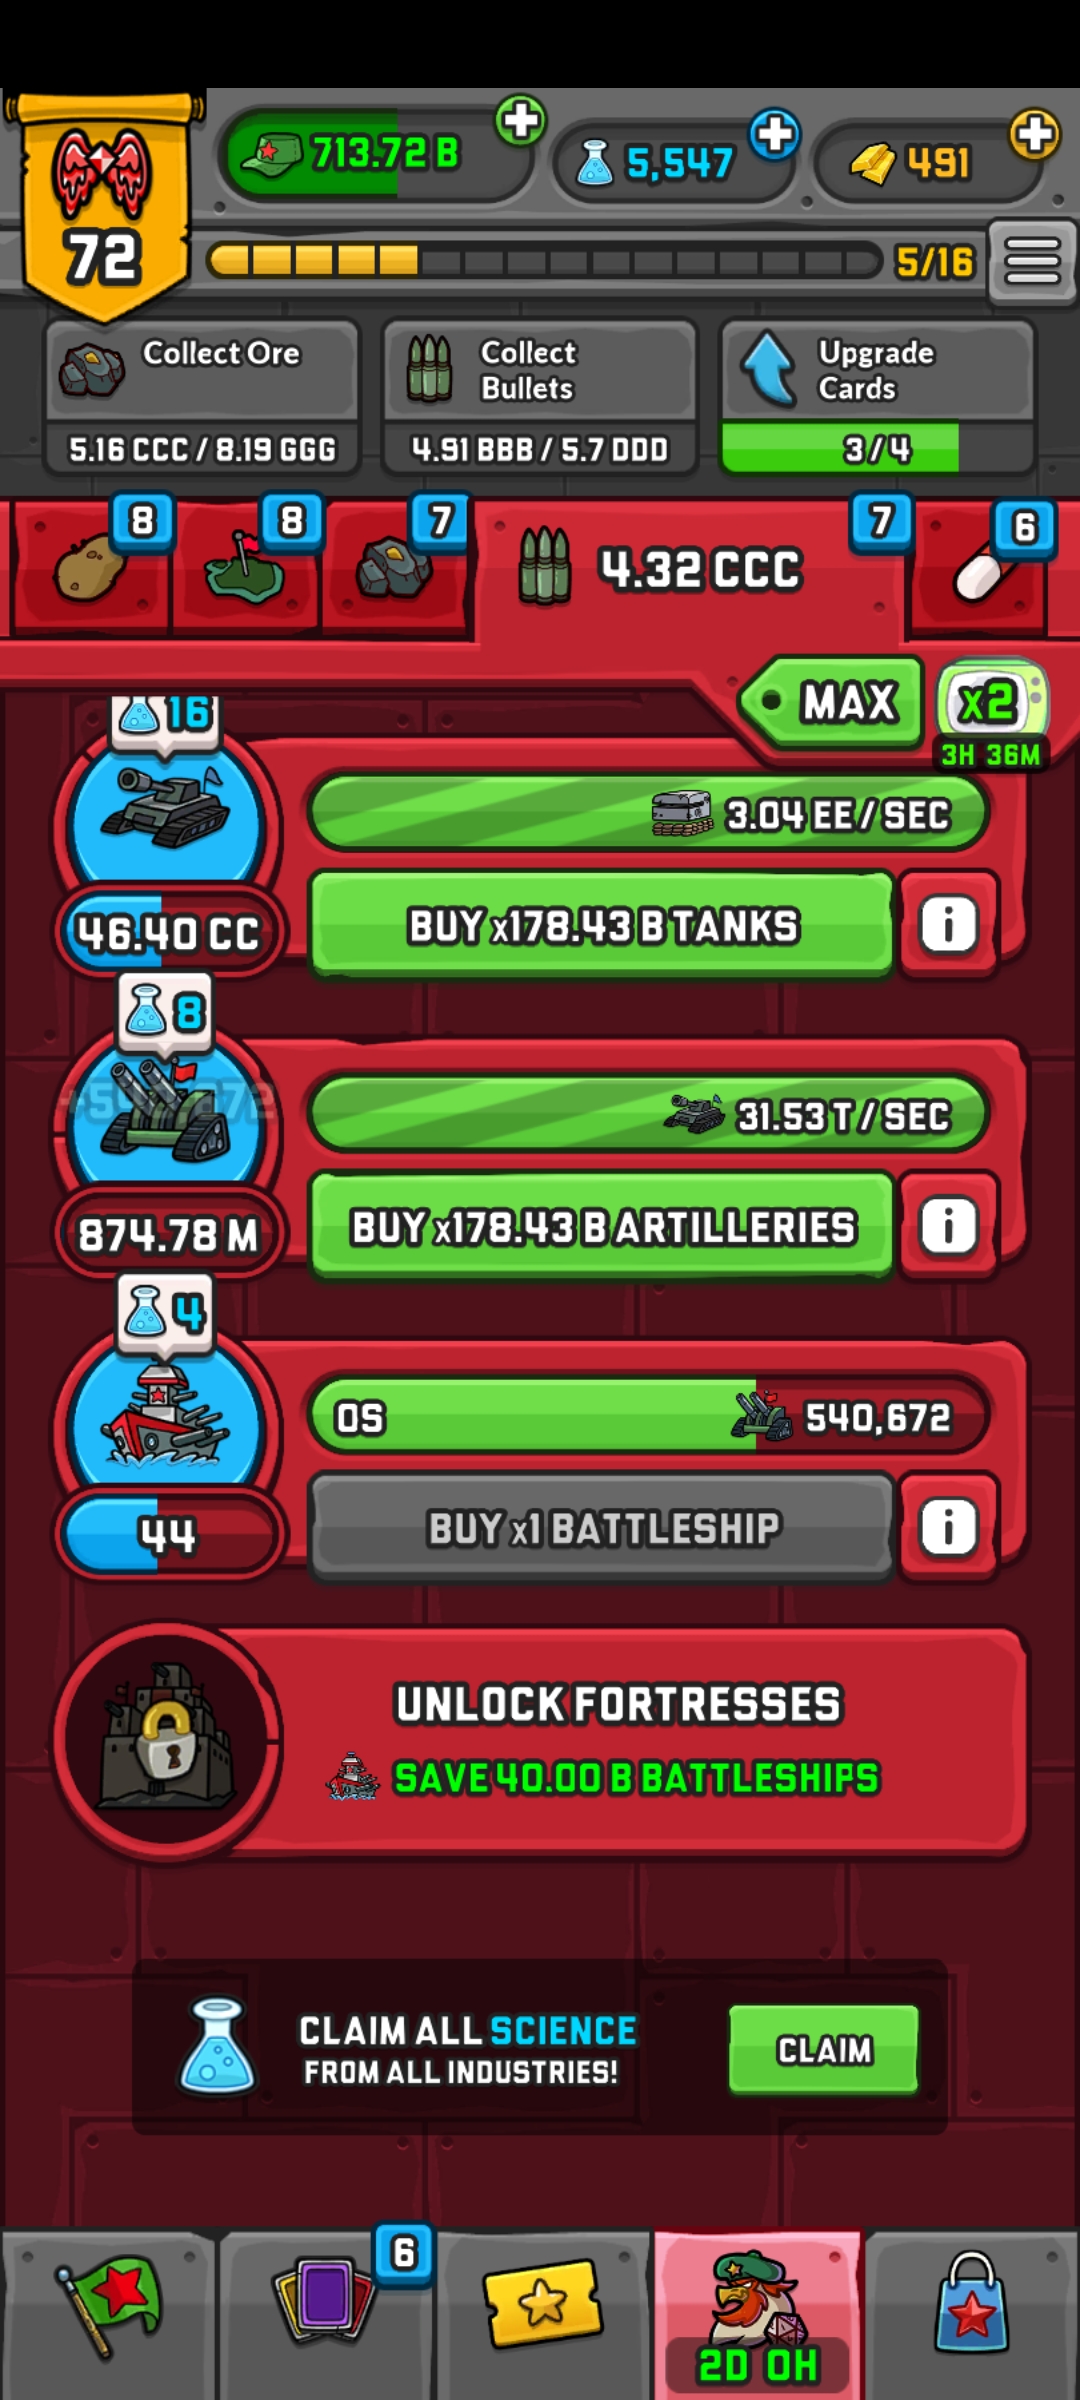 713.72 B
5,547
491
72
5/16
Collect Ore
5.16 CCC / 8.19 GGG
Collect
Bullets
4.91 BBB / 5.7 DDD
Upgrade
Cards
3 / 4
8
8
7
4.32 CCC
7
6
MAX
x2
3H 36M
16
3.04 EE / SEC
46.40 CC
BUY x178.43 B TANKS
i
8
31.53 T / SEC
874.78 M
BUY x178.43 B ARTILLERIES
i
4
0S
540,672
44
BUY x1 BATTLESHIP
i
UNLOCK FORTRESSES
SAVE 40.00 B BATTLESHIPS
CLAIM ALL SCIENCE
FROM ALL INDUSTRIES!
CLAIM
6
2D 0H